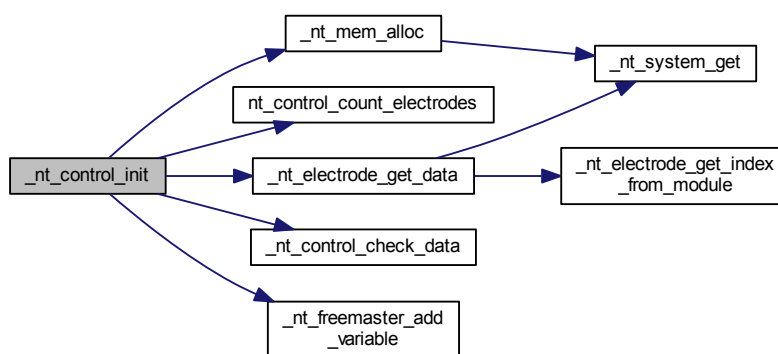 _nt_mem_alloc
_nt_system_get
nt_control_count_electrodes
_nt_control_init
_nt_electrode_get_data
_nt_electrode_get_index
_from_module
_nt_control_check_data
_nt_freemaster_add
_variable